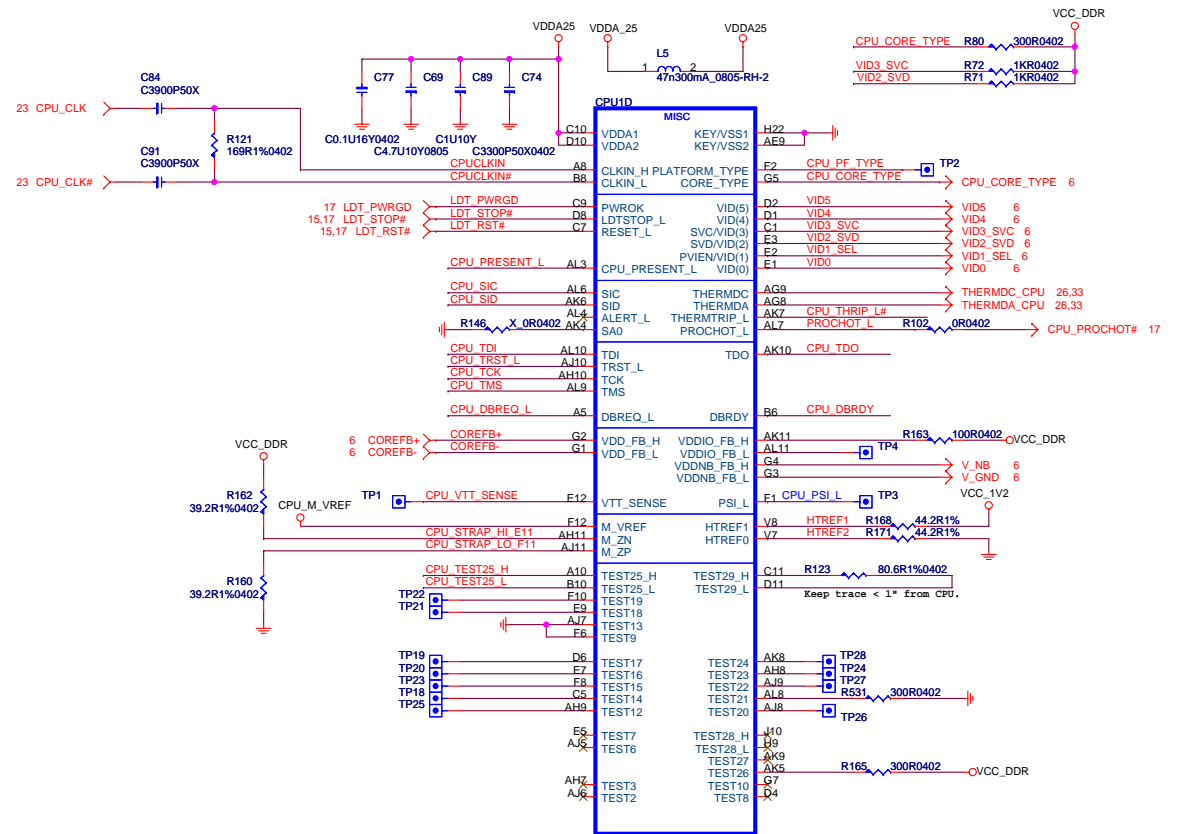 VDDA25
VDDA_25
VDDA25
VCC_DDR
L5
1
2
47n300mA_0805-RH-2
CPU_CORE_TYPE R80 300R0402
VID3_SVC R72 1KR0402
VID2_SVD R71 1KR0402
C77 C69 C89 C74
C0.1U16Y0402 C1U10Y
C4.7U10Y0805 C3300P50X0402
C84
C3900P50X
23 CPU_CLK
R121
169R1%0402
C91
C3900P50X
23 CPU_CLK#
CPU1D
MISC
C10 VDDA1
D10 VDDA2
KEY/VSS1 H22
KEY/VSS2 AE9
CPUCLKIN A8 CLKIN_H
CPUCLKIN# B8 CLKIN_L
PLATFORM_TYPE F2 CPU_PF_TYPE TP2
CORE_TYPE G5 CPU_CORE_TYPE CPU_CORE_TYPE 6
17 LDT_PWRGD LDT_PWRGD C9 PWROK
15,17 LDT_STOP# LDT_STOP# D8 LDTSTOP_L
15,17 LDT_RST# LDT_RST# C7 RESET_L
VID(5) D2 VID5 VID5 6
VID(4) D1 VID4 VID4 6
SVC/VID(3) C1 VID3_SVC VID3_SVC 6
SVD/VID(2) E3 VID2_SVD VID2_SVD 6
PVIEN/VID(1) E2 VID1_SEL VID1_SEL 6
VID(0) E1 VID0 VID0 6
CPU_PRESENT_L AL3 CPU_PRESENT_L
CPU_SIC AL6 SIC
CPU_SID AK6 SID
AL4 ALERT_L
R146 X_0R0402 AK4 SA0
THERMDC AG9 THERMDC_CPU 26,33
THERMDA AG8 THERMDA_CPU 26,33
THERMTRIP_L AK7 CPU_THRIP_L#
PROCHOT_L AL7 PROCHOT_L R102 0R0402 CPU_PROCHOT# 17
CPU_TDI AL10 TDI
CPU_TRST_L AJ10 TRST_L
CPU_TCK AH10 TCK
CPU_TMS AL9 TMS
TDO AK10 CPU_TDO
CPU_DBREQ_L A5 DBREQ_L
DBRDY B6 CPU_DBRDY
6 COREFB+ COREFB+ G2 VDD_FB_H
6 COREFB- COREFB- G1 VDD_FB_L
VDDIO_FB_H AK11 R163 100R0402 VCC_DDR
VDDIO_FB_L AL11 TP4
VDDNB_FB_H G4 V_NB 6
VDDNB_FB_L G3 V_GND 6
TP1 CPU_VTT_SENSE E12 VTT_SENSE
PSI_L F1 CPU_PSI_L TP3
VCC_1V2
VCC_DDR
R162
39.2R1%0402
CPU_M_VREF
F12 M_VREF
CPU_STRAP_HI_E11 AH11 M_ZN
CPU_STRAP_LO_F11 AJ11 M_ZP
R160
39.2R1%0402
HTREF1 V8 HTREF1 R168 44.2R1%
HTREF0 V7 HTREF2 R171 44.2R1%
CPU_TEST25_H A10 TEST25_H
CPU_TEST25_L B10 TEST25_L
TP22 F10 TEST19
TP21 E9 TEST18
AJ7 TEST13
F6 TEST9
TEST29_H C11 R123 80.6R1%0402
TEST29_L D11
Keep trace < 1" from CPU.
TP19 D6 TEST17
TP20 E7 TEST16
TP23 F8 TEST15
TP18 C5 TEST14
TP25 AH9 TEST12
TEST24 AK8 TP28
TEST23 AH8 TP24
TEST22 AJ9 TP27
TEST21 AL8 R531 300R0402
TEST20 AJ8 TP26
E5 TEST7
AJ5 TEST6
TEST28_H J10
TEST28_L H9
TEST27 AK9
TEST26 AK5 R165 300R0402 VCC_DDR
AH7 TEST3
AJ6 TEST2
TEST10 G7
TEST8 D4